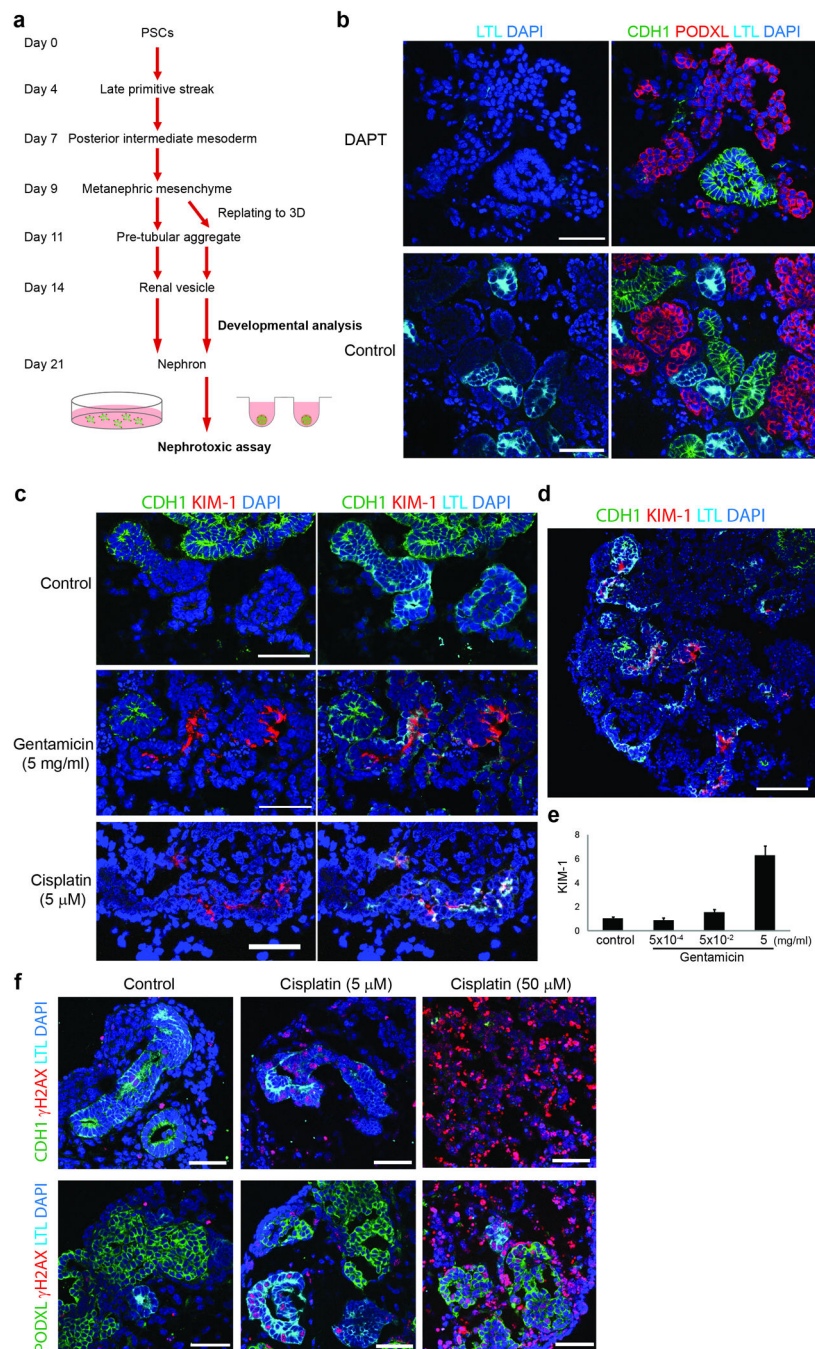 a
Day 0
PSCs
Day 4
Late primitive streak
Day 7
Posterior intermediate mesoderm
Day 9
Metanephric mesenchyme
Replating to 3D
Day 11
Pre-tubular aggregate
Day 14
Renal vesicle
Developmental analysis
Day 21
Nephron
Nephrotoxic assay
b
LTL DAPI
CDH1 PODXL LTL DAPI
DAPT
Control
c
CDH1 KIM-1 DAPI
CDH1 KIM-1 LTL DAPI
Control
Gentamicin
(5 mg/ml)
Cisplatin
(5 μM)
d
CDH1 KIM-1 LTL DAPI
e
KIM-1
8
6
4
2
0
control
5x10⁻⁴
5x10⁻²
5
(mg/ml)
Gentamicin
f
Control
Cisplatin (5 μM)
Cisplatin (50 μM)
CDH1 γH2AX LTL DAPI
PODXL γH2AX LTL DAPI